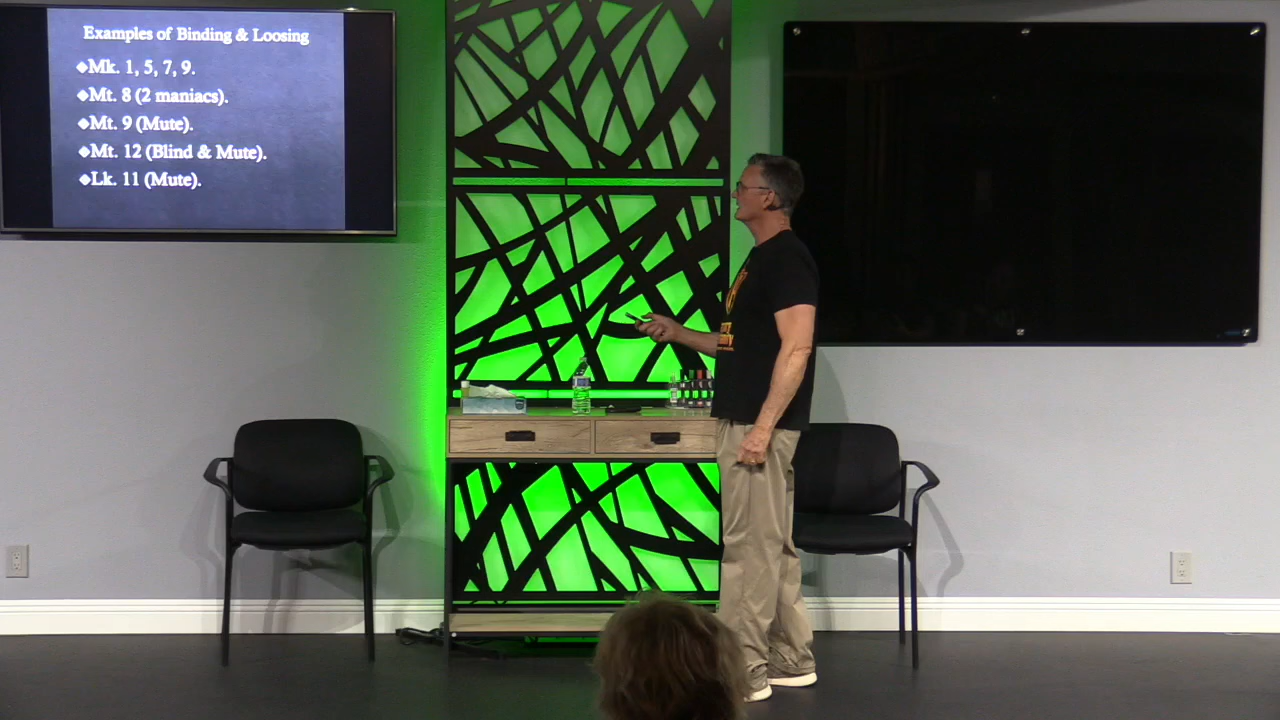 Examples of Binding & Loosing
◆Mk. 1, 5, 7, 9.
◆Mt. 8 (2 maniacs).
◆Mt. 9 (Mute).
◆Mt. 12 (Blind & Mute).
◆Lk. 11 (Mute).